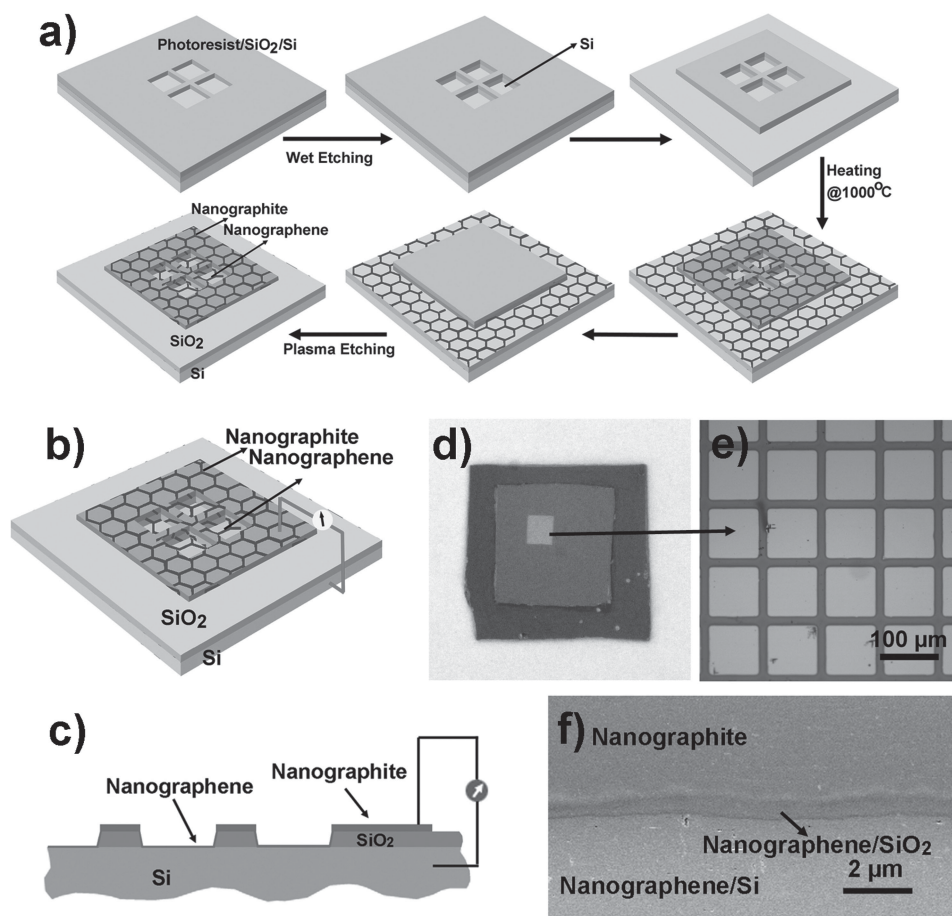 a)
Photoresist/SiO2/Si
Si
Wet Etching
Heating
@1000°C
Nanographite
Nanographene
SiO2
Si
Plasma Etching
b)
Nanographite
Nanographene
SiO2
Si
c)
Nanographene
Nanographite
SiO2
Si
d)
e)
100 µm
f)
Nanographite
Nanographene/SiO2
Nanographene/Si
2 µm